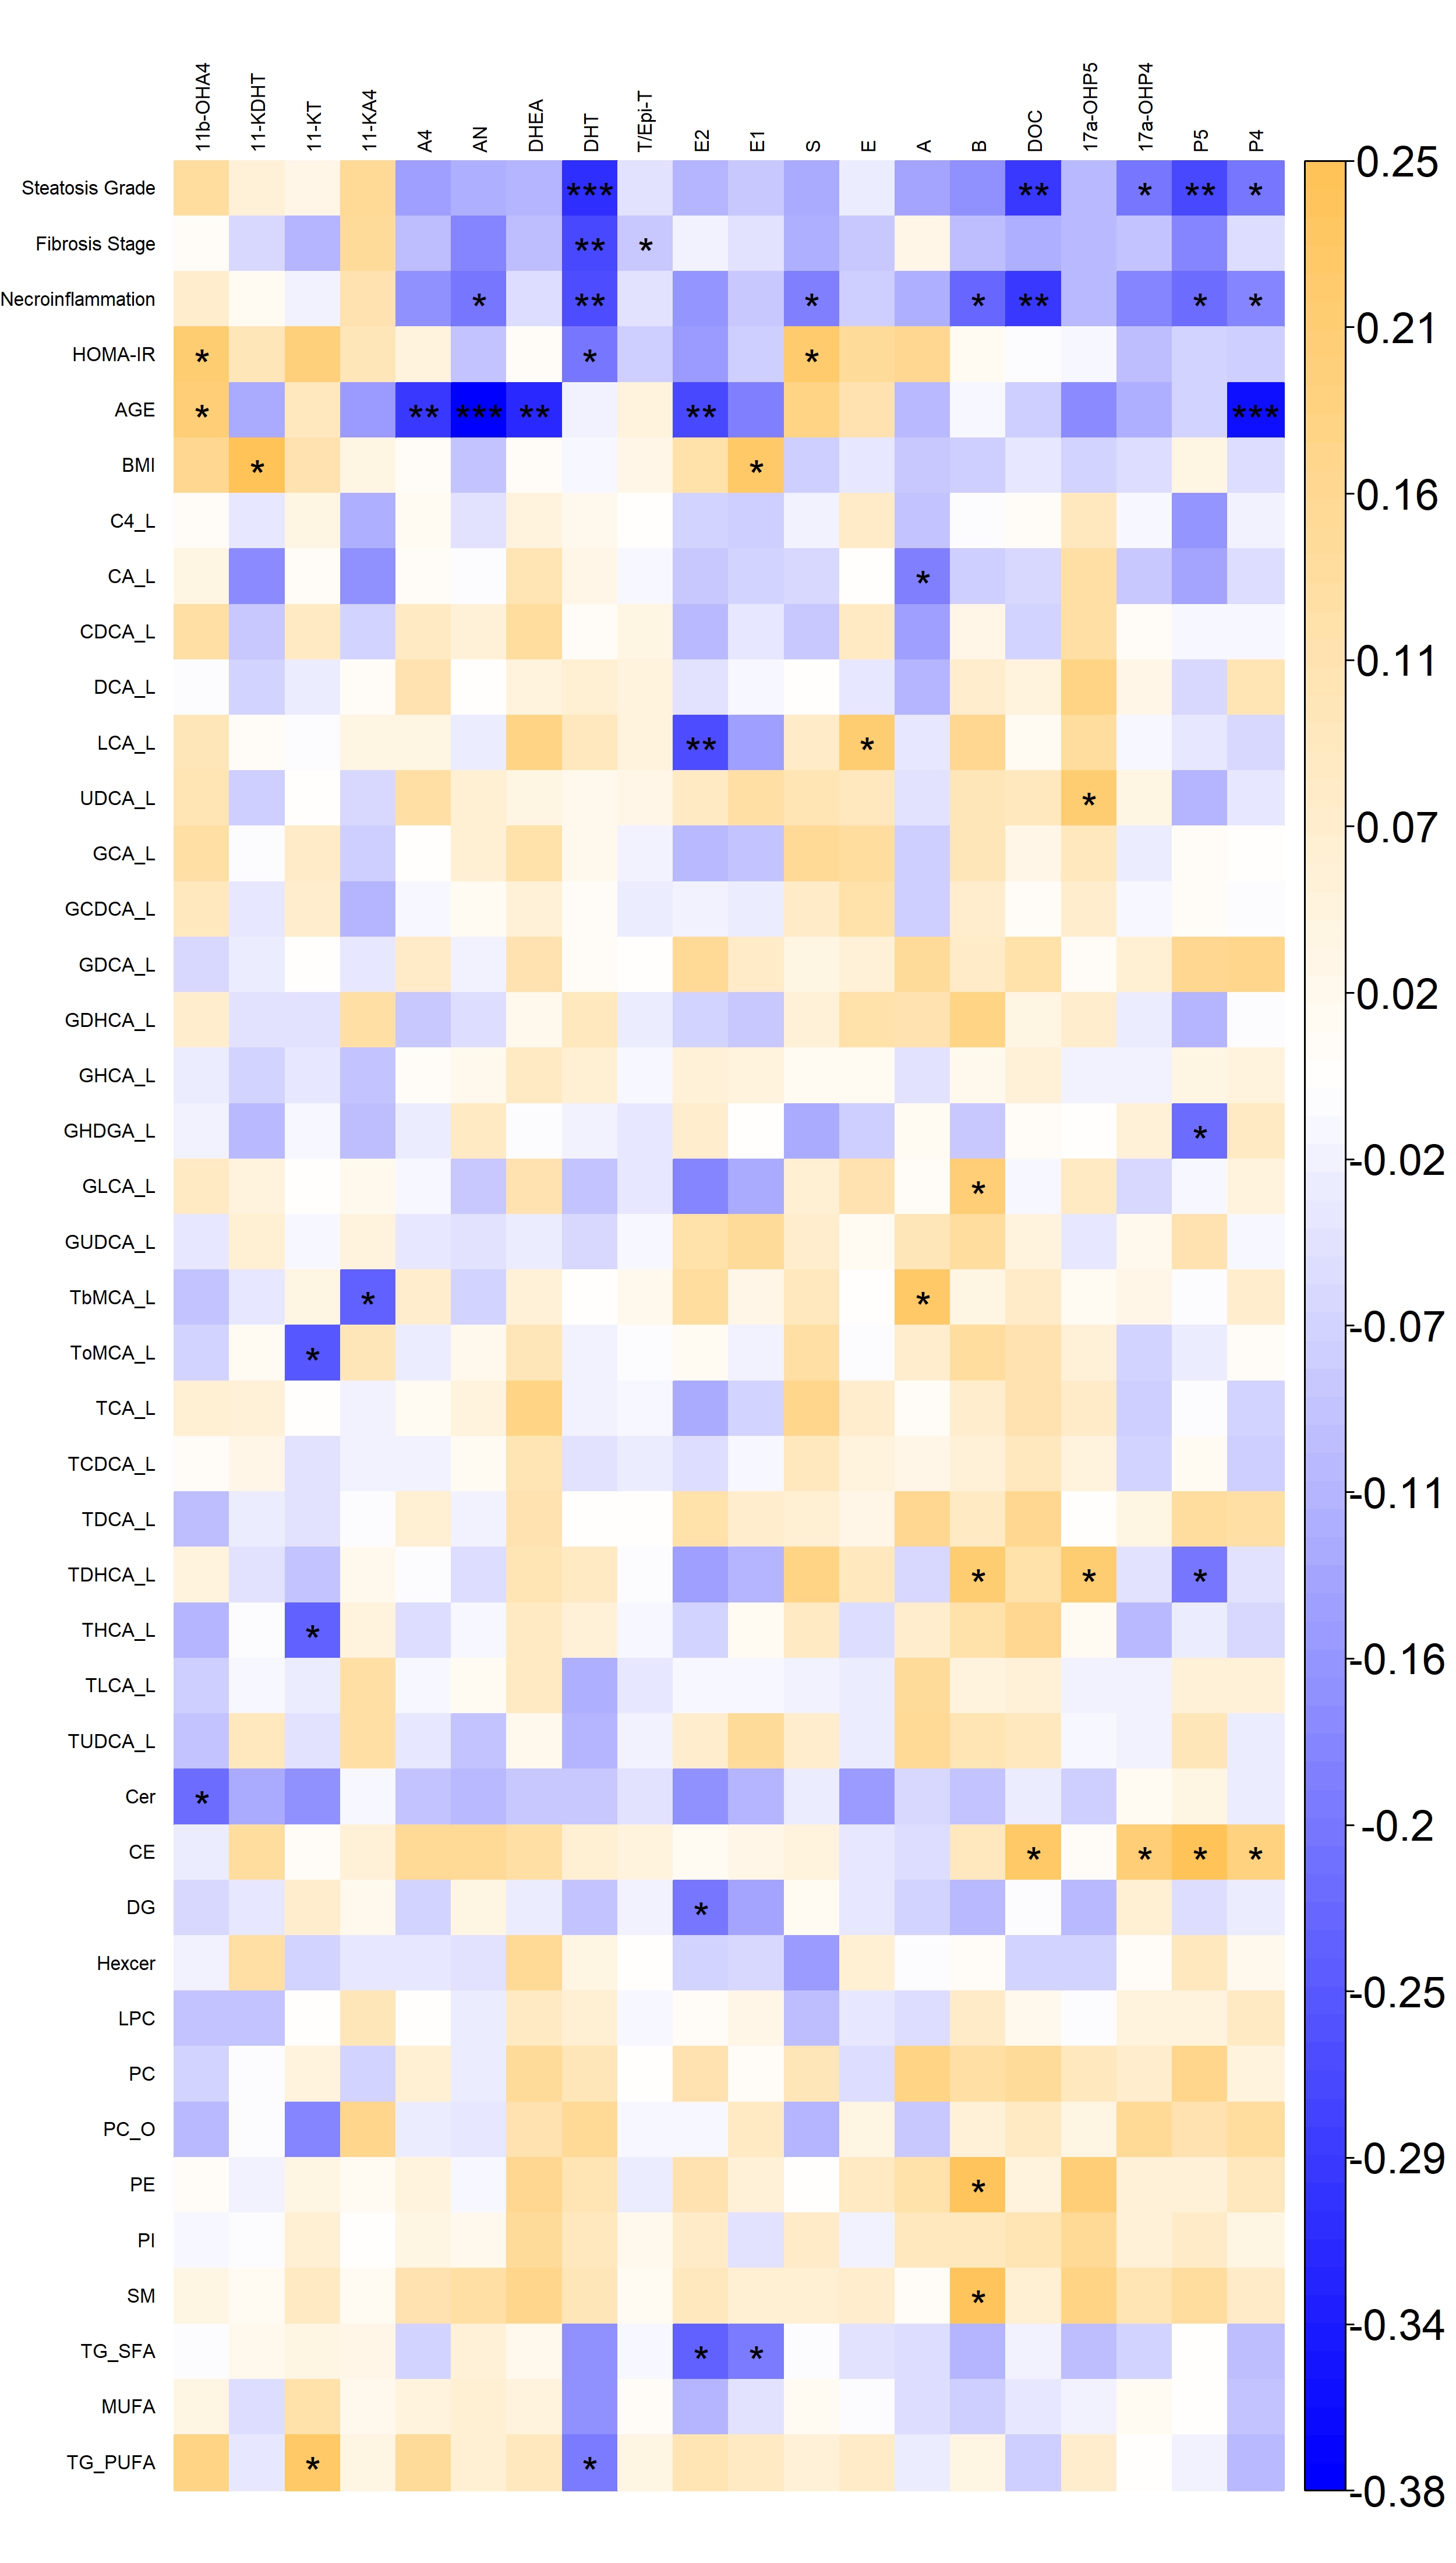 11b-OHA4 11-KDHT 11-KT 11-KA4 A4 AN DHEA DHT T/Epi-T E2 E1 S E A B DOC 17a-OHP5 17a-OHP4 P5 P4
Steatosis Grade *** ** * ** *
Fibrosis Stage ** *
Necroinflammation * ** * * ** * *
HOMA-IR * * *
AGE * ** *** ** ** ***
BMI * *
C4_L
CA_L *
CDCA_L
DCA_L
LCA_L ** *
UDCA_L *
GCA_L
GCDCA_L
GDCA_L
GDHCA_L
GHCA_L
GHDGA_L *
GLCA_L *
GUDCA_L
TbMCA_L * *
ToMCA_L *
TCA_L
TCDCA_L
TDCA_L
TDHCA_L * * *
THCA_L *
TLCA_L
TUDCA_L
Cer *
CE * * * *
DG *
Hexcer
LPC
PC
PC_O
PE *
PI
SM *
TG_SFA * *
MUFA
TG_PUFA * *
0.25
0.21
0.16
0.11
0.07
0.02
-0.02
-0.07
-0.11
-0.16
-0.2
-0.25
-0.29
-0.34
-0.38